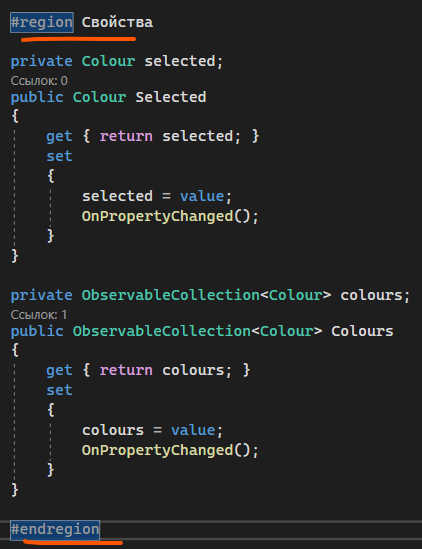 #region Свойства
private Colour selected;
Ссылок: 0
public Colour Selected
{
get { return selected; }
set
{
selected = value;
OnPropertyChanged();
}
}
private ObservableCollection<Colour> colours;
Ссылок: 1
public ObservableCollection<Colour> Colours
{
get { return colours; }
set
{
colours = value;
OnPropertyChanged();
}
}
#endregion